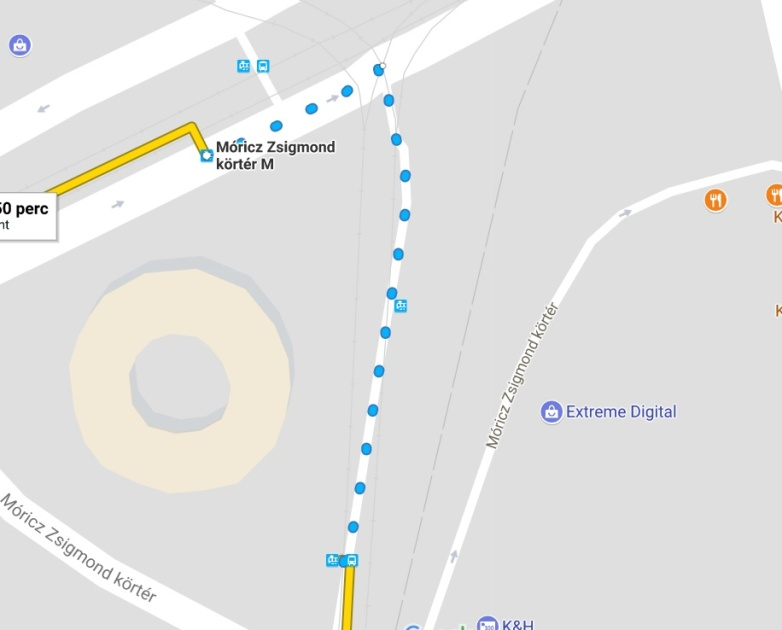 Móricz Zsigmond
körtér M
50 perc
Móricz Zsigmond körtér
Extreme Digital
Móricz Zsigmond körtér
K&H